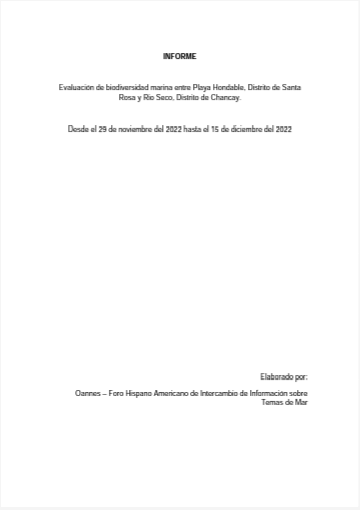 INFORME
Evaluación de biodiversidad marina entre Playa Hondable, Distrito de Santa
Rosa y Rio Seco, Distrito de Chancay.
Desde el 29 de noviembre del 2022 hasta el 15 de diciembre del 2022
Elaborado por:
Oannes – Foro Hispano Americano de Intercambio de Información sobre
Temas de Mar